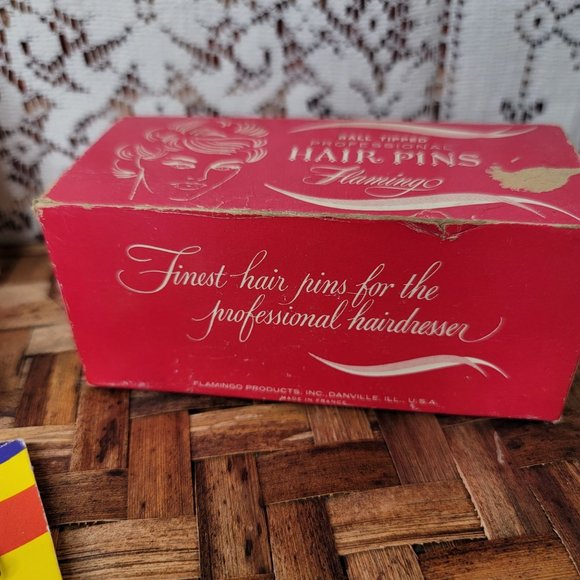 BALL TIPPED
PROFESSIONAL
HAIR PINS
Flamingo
Finest hair pins for the
professional hairdresser
FLAMINGO PRODUCTS, INC., DANVILLE, ILL., U.S.A.
MADE IN FRANCE